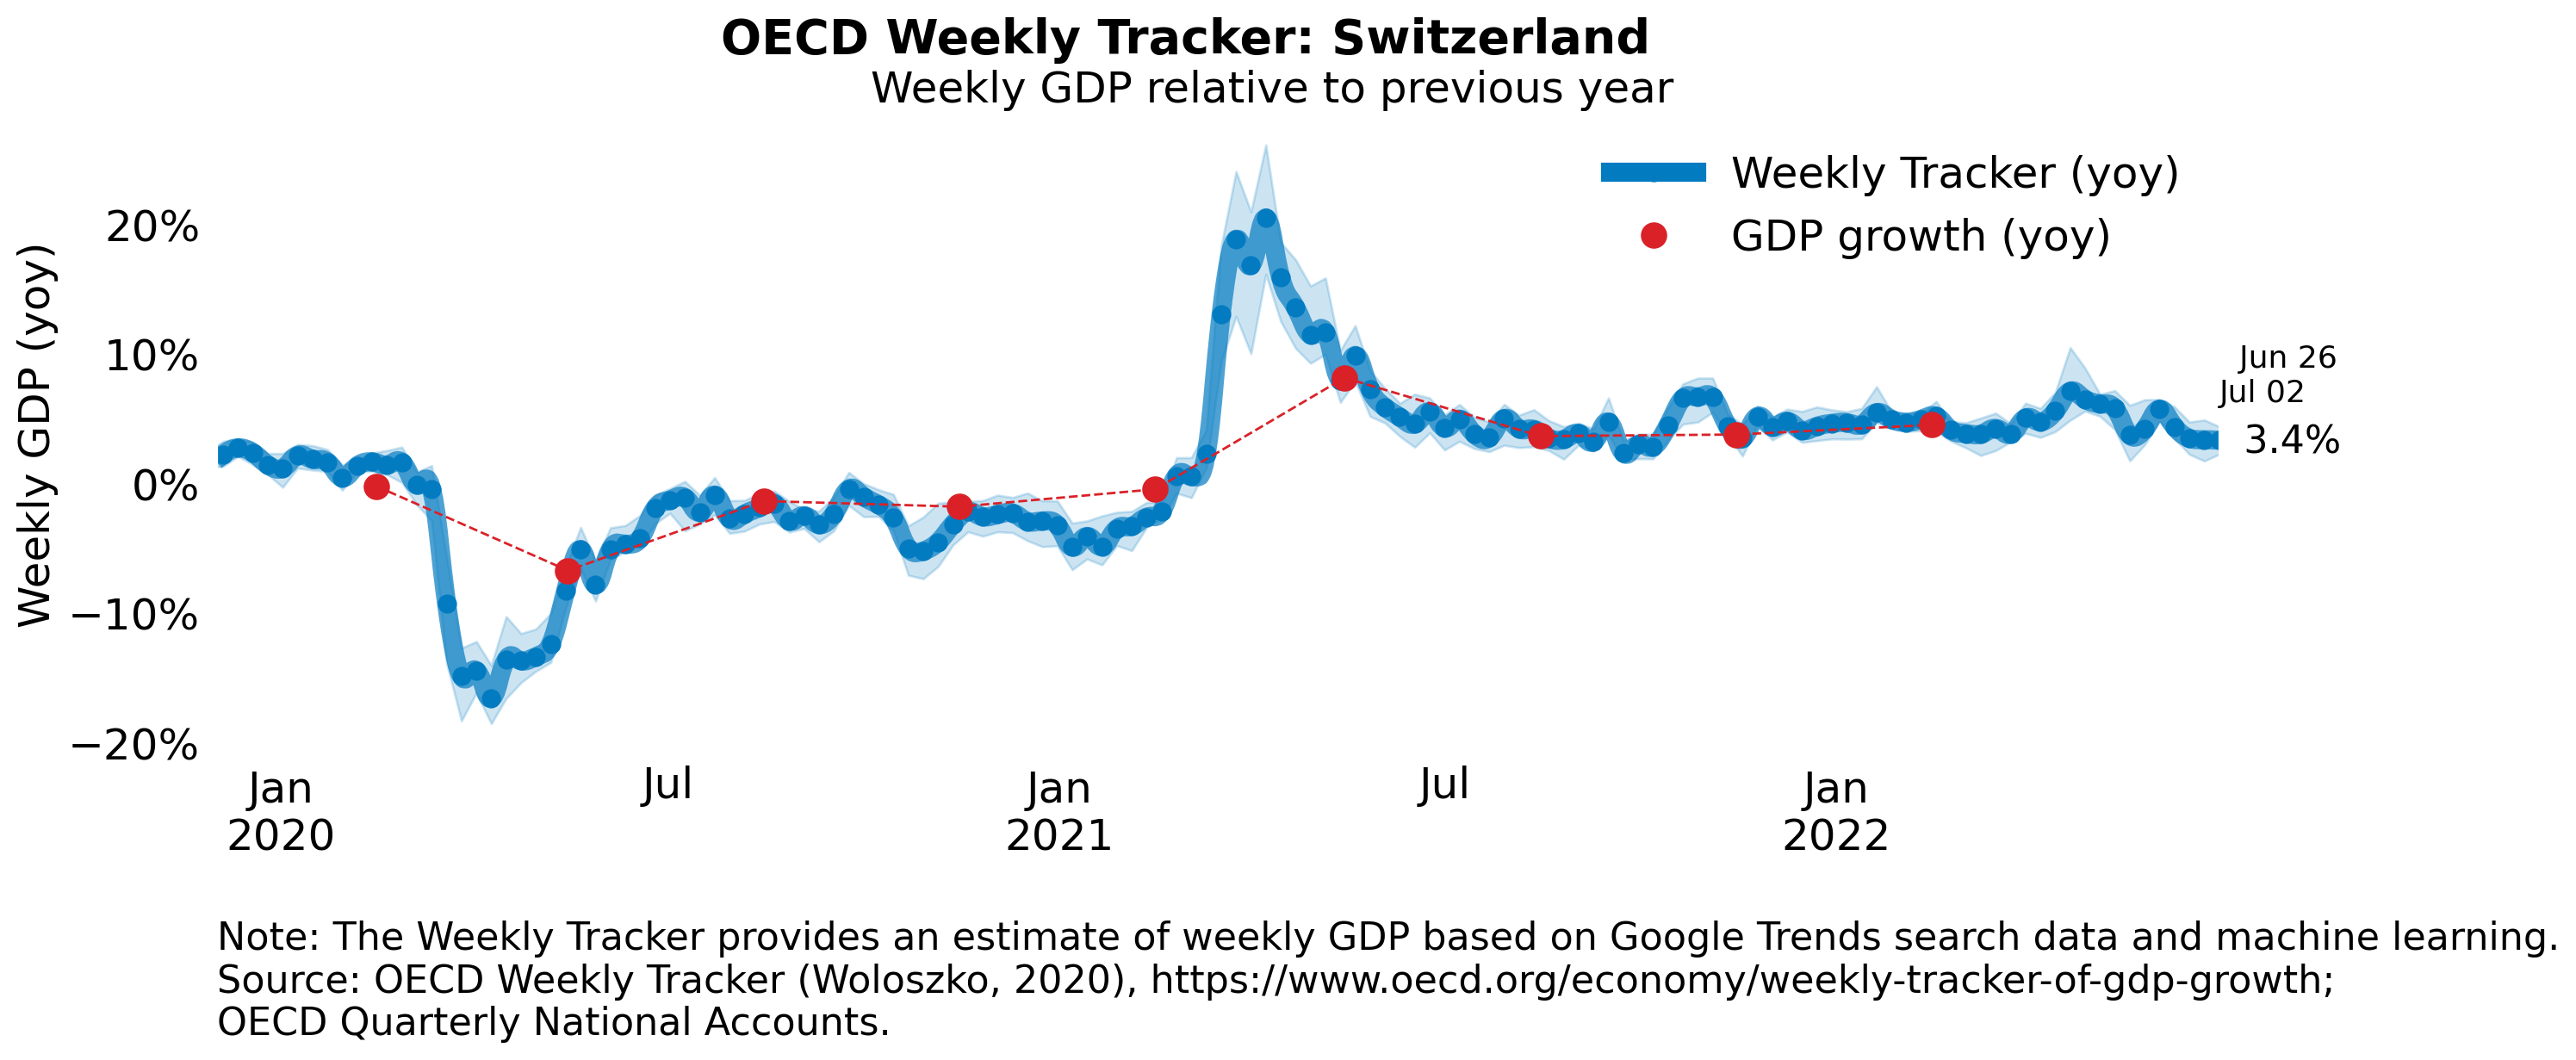 OECD Weekly Tracker: Switzerland
Weekly GDP relative to previous year
Weekly Tracker (yoy)
GDP growth (yoy)
Weekly GDP (yoy)
20%
10%
0%
−10%
−20%
Jun 26
Jul 02
3.4%
Jan
2020
Jul
Jan
2021
Jul
Jan
2022
Note: The Weekly Tracker provides an estimate of weekly GDP based on Google Trends search data and machine learning.
Source: OECD Weekly Tracker (Woloszko, 2020), https://www.oecd.org/economy/weekly-tracker-of-gdp-growth;
OECD Quarterly National Accounts.